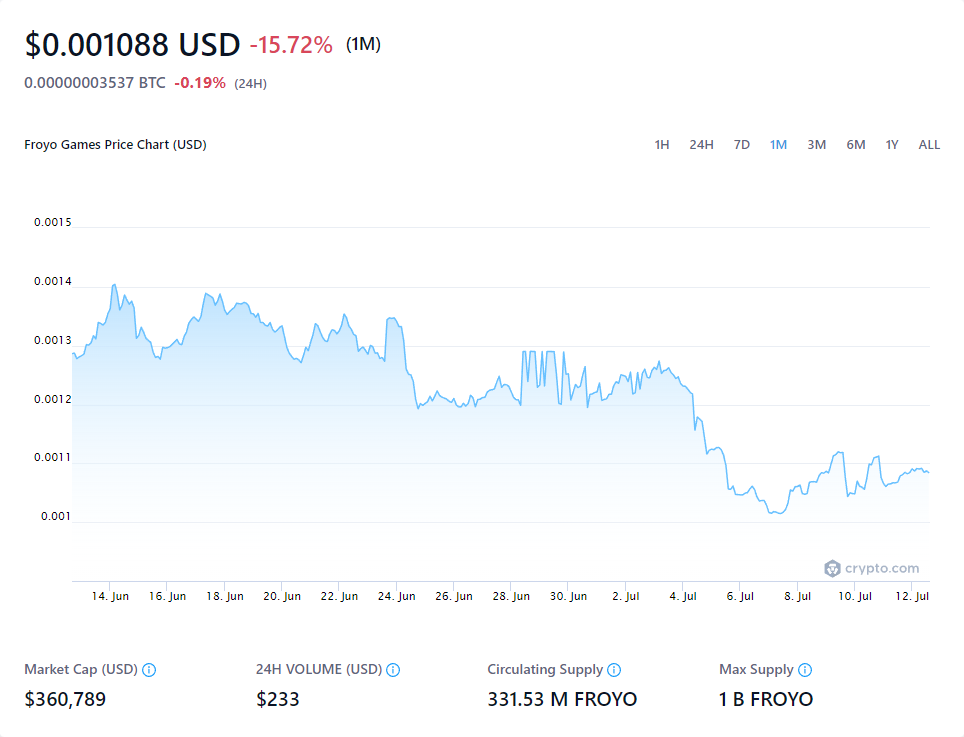 $0.001088 USD -15.72% (1M)
0.00000003537 BTC -0.19% (24H)
Froyo Games Price Chart (USD)
1H 24H 7D 1M 3M 6M 1Y ALL
0.0015
0.0014
0.0013
0.0012
0.0011
0.001
crypto.com
14. Jun 16. Jun 18. Jun 20. Jun 22. Jun 24. Jun 26. Jun 28. Jun 30. Jun 2. Jul 4. Jul 6. Jul 8. Jul 10. Jul 12. Jul
Market Cap (USD) 24H VOLUME (USD) Circulating Supply Max Supply
$360,789 $233 331.53 M FROYO 1 B FROYO